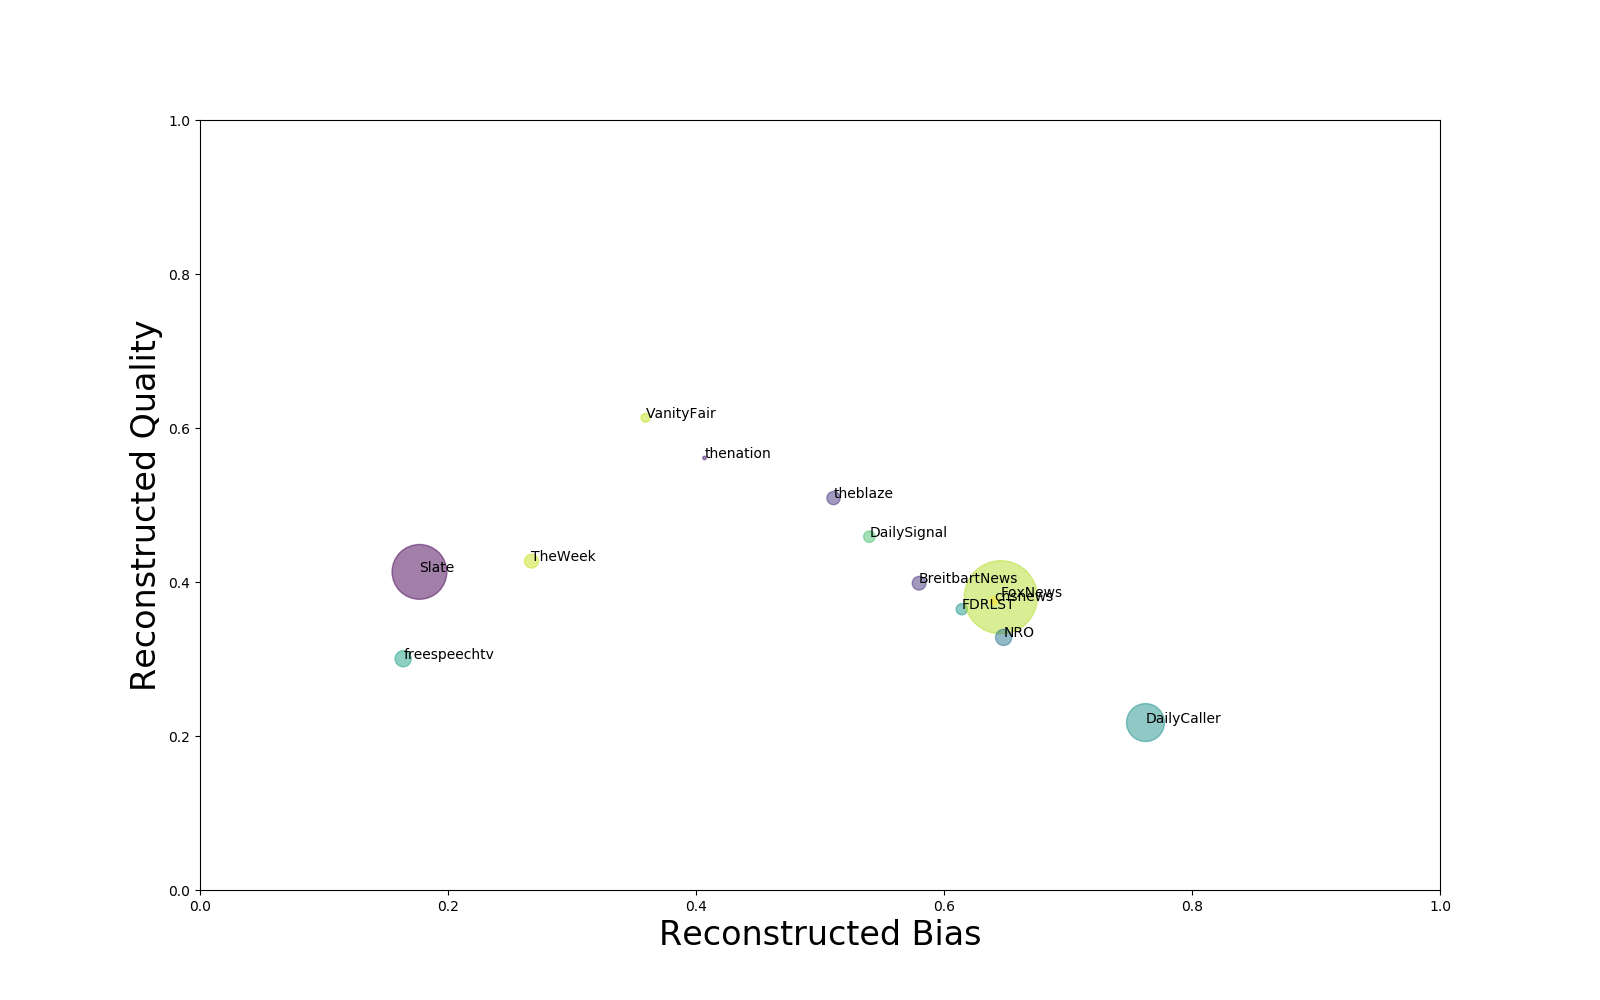 1.0
0.8
0.6
0.4
0.2
0.0
Reconstructed Quality
VanityFair
thenation
theblaze
DailySignal
TheWeek
Slate
BreitbartNews
FoxNews
cnsnews
FDRLST
NRO
freespeechtv
DailyCaller
0.0 0.2 0.4 0.6 0.8 1.0
Reconstructed Bias